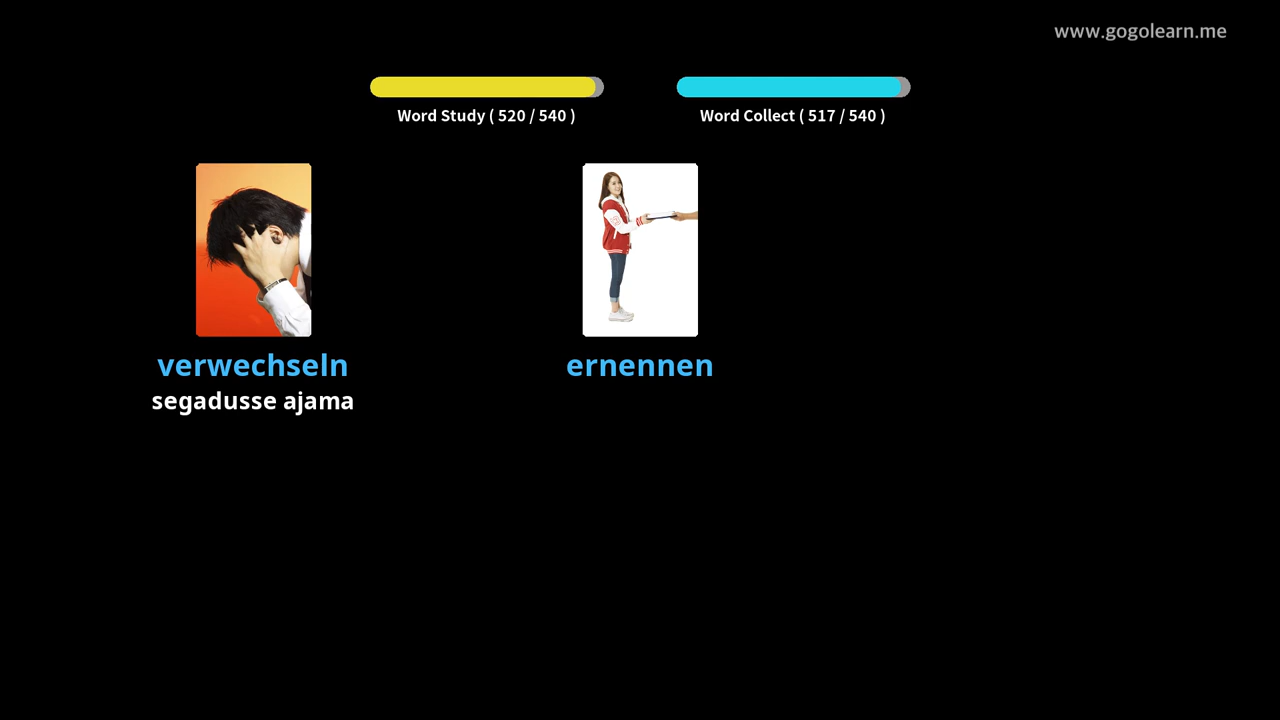 www.gogolearn.me
Word Study ( 520 / 540 )
Word Collect ( 517 / 540 )
verwechseln
segadusse ajama
ernennen